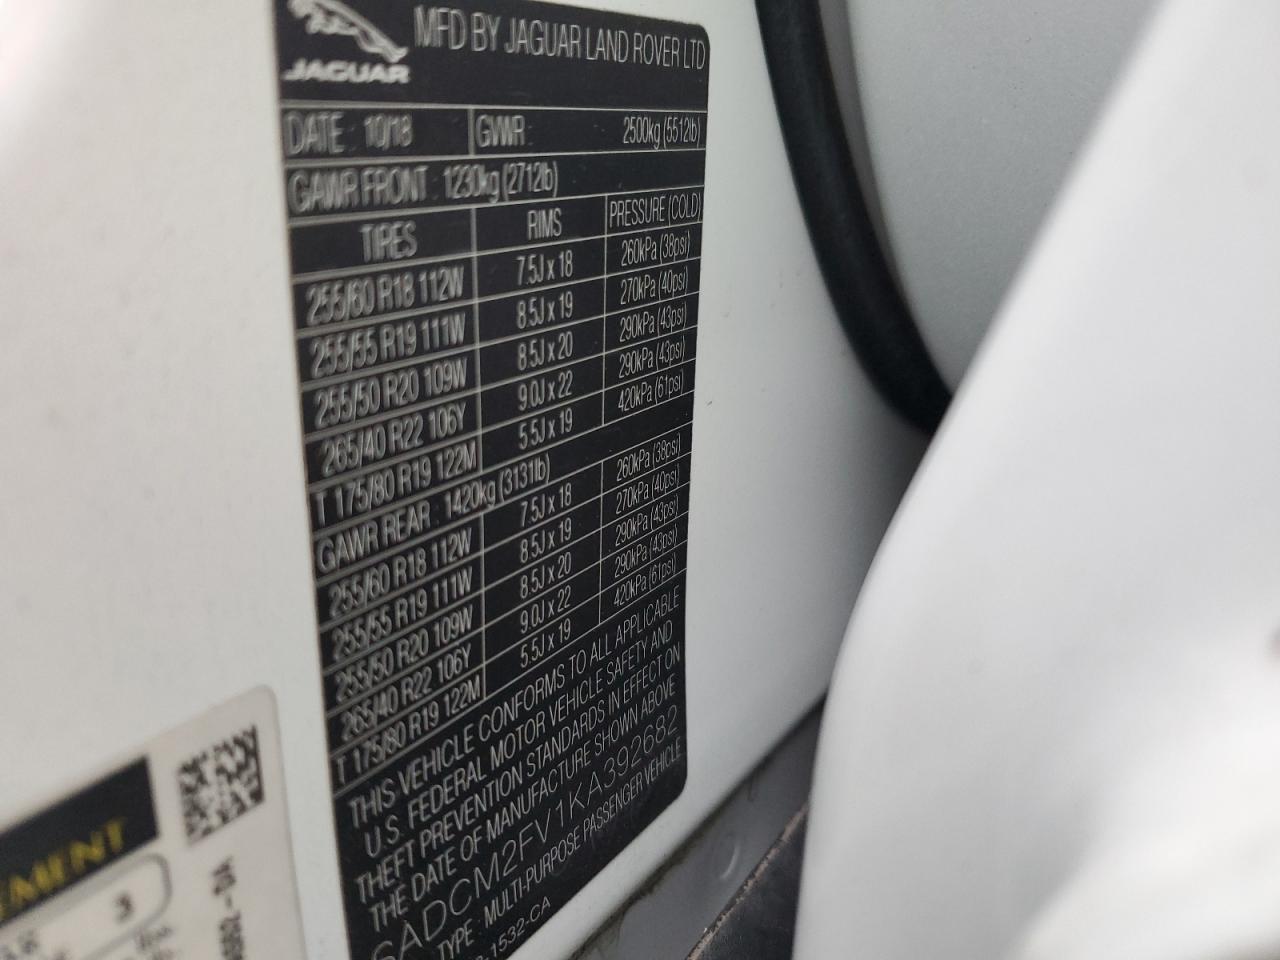 JAGUAR
MFD BY JAGUAR LAND ROVER LTD
DATE : 10/18 GVWR : 2500kg (5512lb)
GAWR FRONT : 1230kg (2712lb)
TIRES RIMS PRESSURE (COLD)
255/60 R18 112W 7.5J x 18 260kPa (38psi)
255/55 R19 111W 8.5J x 19 270kPa (40psi)
255/50 R20 109W 8.5J x 20 290kPa (43psi)
265/40 R22 106Y 9.0J x 22 290kPa (43psi)
T 175/80 R19 122M 5.5J x 19 420kPa (61psi)
GAWR REAR : 1420kg (3131lb)
255/60 R18 112W 7.5J x 18 260kPa (38psi)
255/55 R19 111W 8.5J x 19 270kPa (40psi)
255/50 R20 109W 8.5J x 20 290kPa (43psi)
265/40 R22 106Y 9.0J x 22 290kPa (43psi)
T 175/80 R19 122M 5.5J x 19 420kPa (61psi)
THIS VEHICLE CONFORMS TO ALL APPLICABLE
U.S. FEDERAL MOTOR VEHICLE SAFETY AND
THEFT PREVENTION STANDARDS IN EFFECT ON
THE DATE OF MANUFACTURE SHOWN ABOVE
SADCM2FV1KA392682
TYPE : MULTI-PURPOSE PASSENGER VEHICLE
-1532-CA
EMENT
3